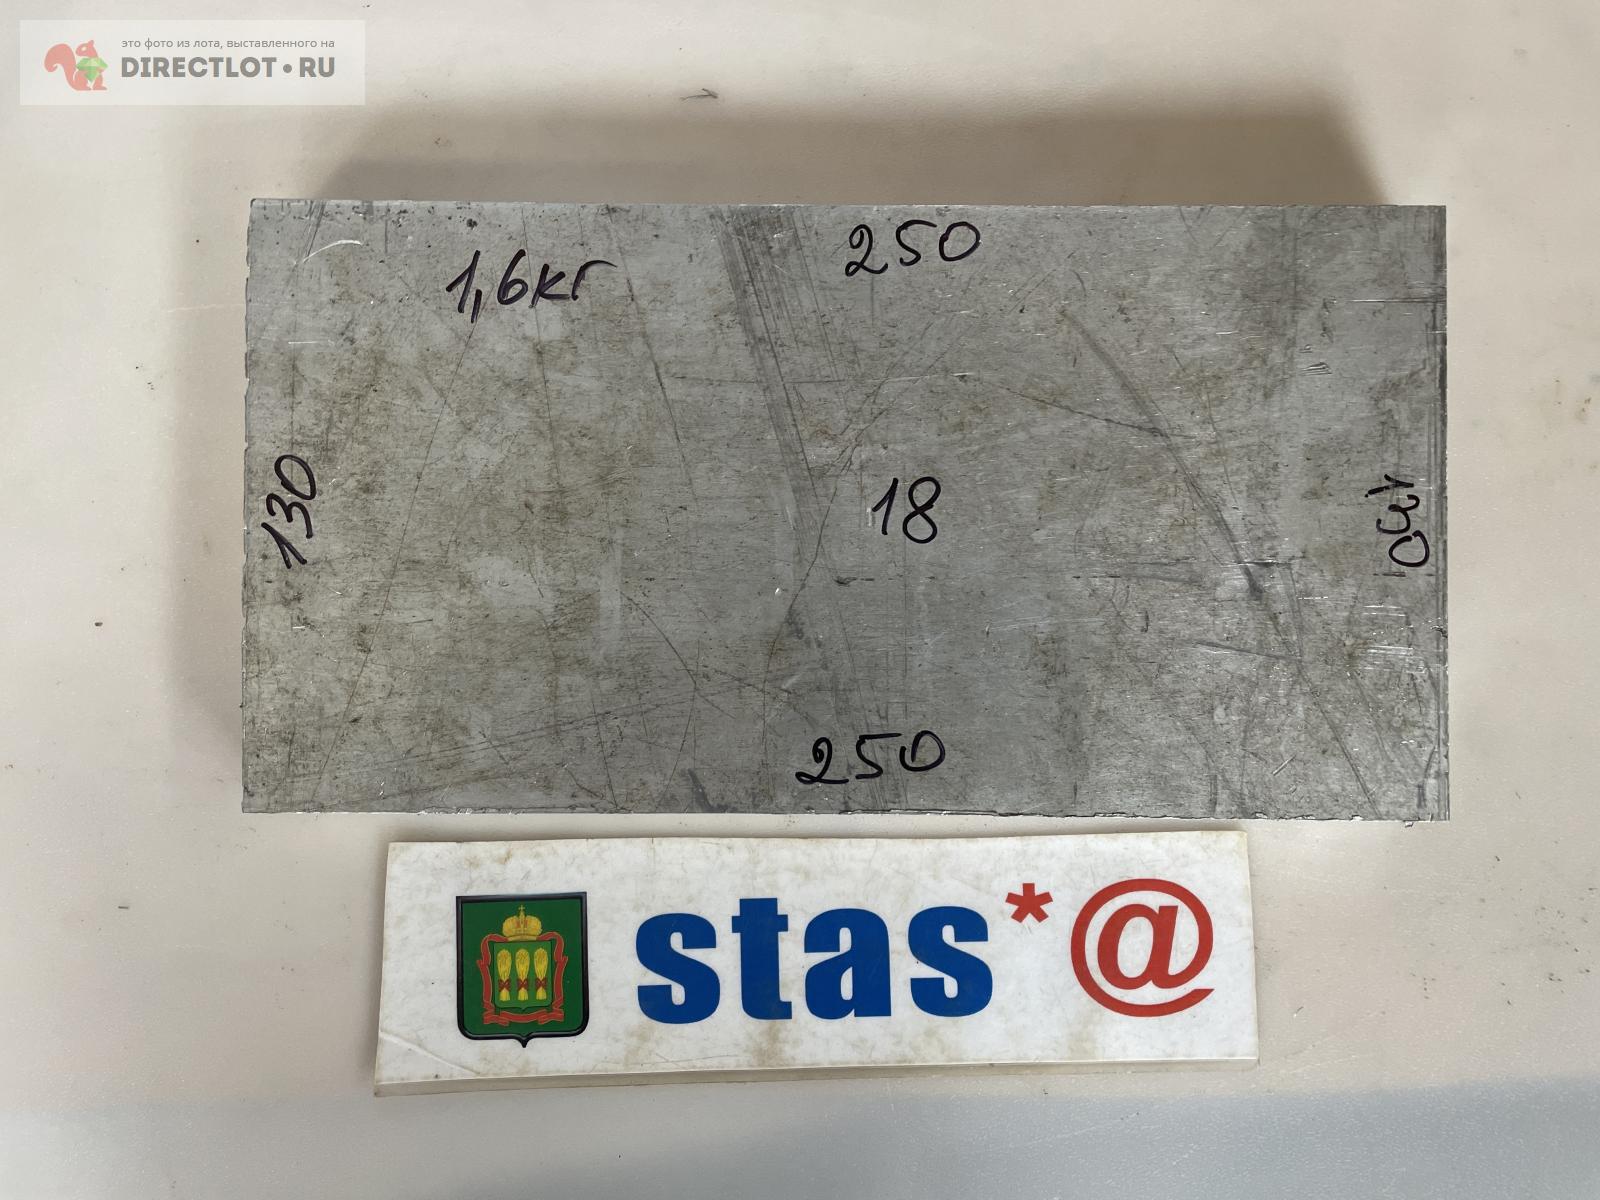 это фото из лота, выставленного на
DIRECTLOT•RU
250
1,6кг
130
18
130
250
stas*@